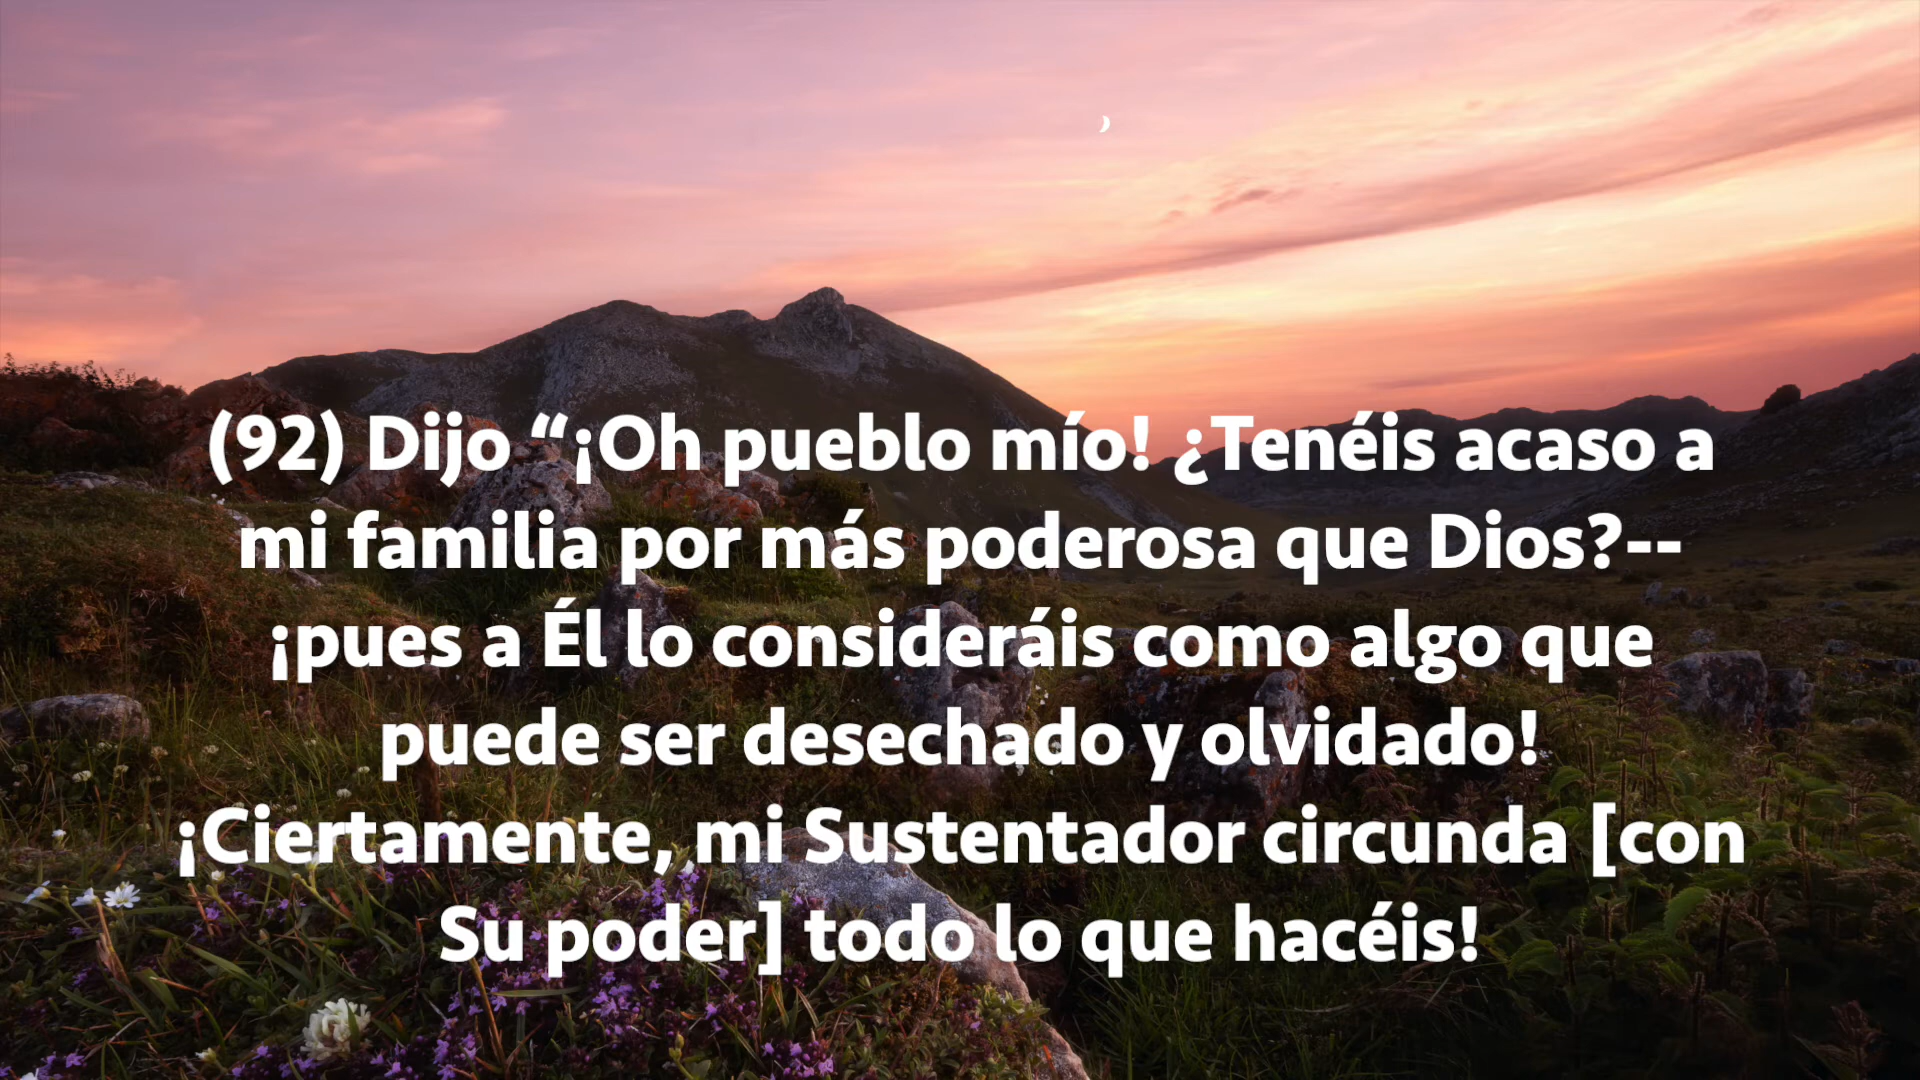 (92) Dijo “¡Oh pueblo mío! ¿Tenéis acaso a
mi familia por más poderosa que Dios?--
¡pues a Él lo consideráis como algo que
puede ser desechado y olvidado!
¡Ciertamente, mi Sustentador circunda [con
Su poder] todo lo que hacéis!